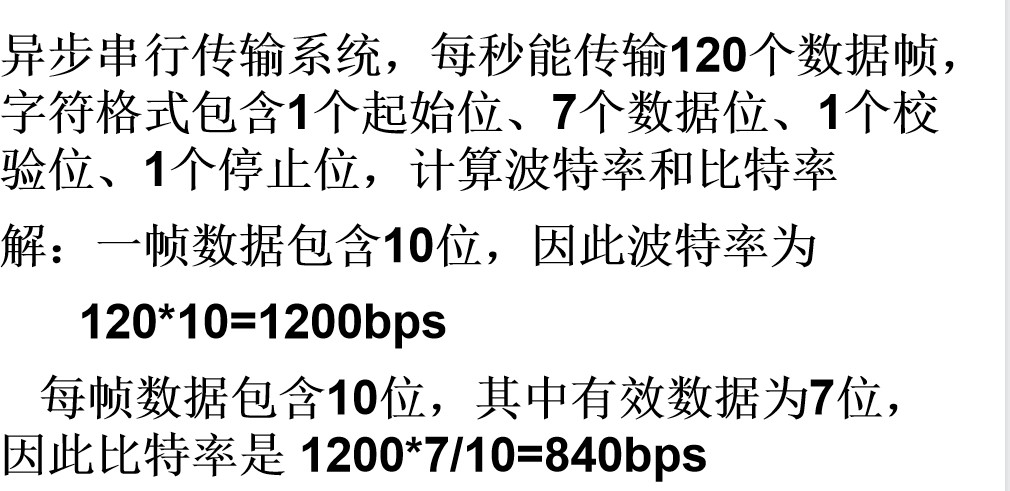 异步串行传输系统，每秒能传输120个数据帧，
字符格式包含1个起始位、7个数据位、1个校
验位、1个停止位，计算波特率和比特率
解：一帧数据包含10位，因此波特率为
120*10=1200bps
每帧数据包含10位，其中有效数据为7位，
因此比特率是 1200*7/10=840bps